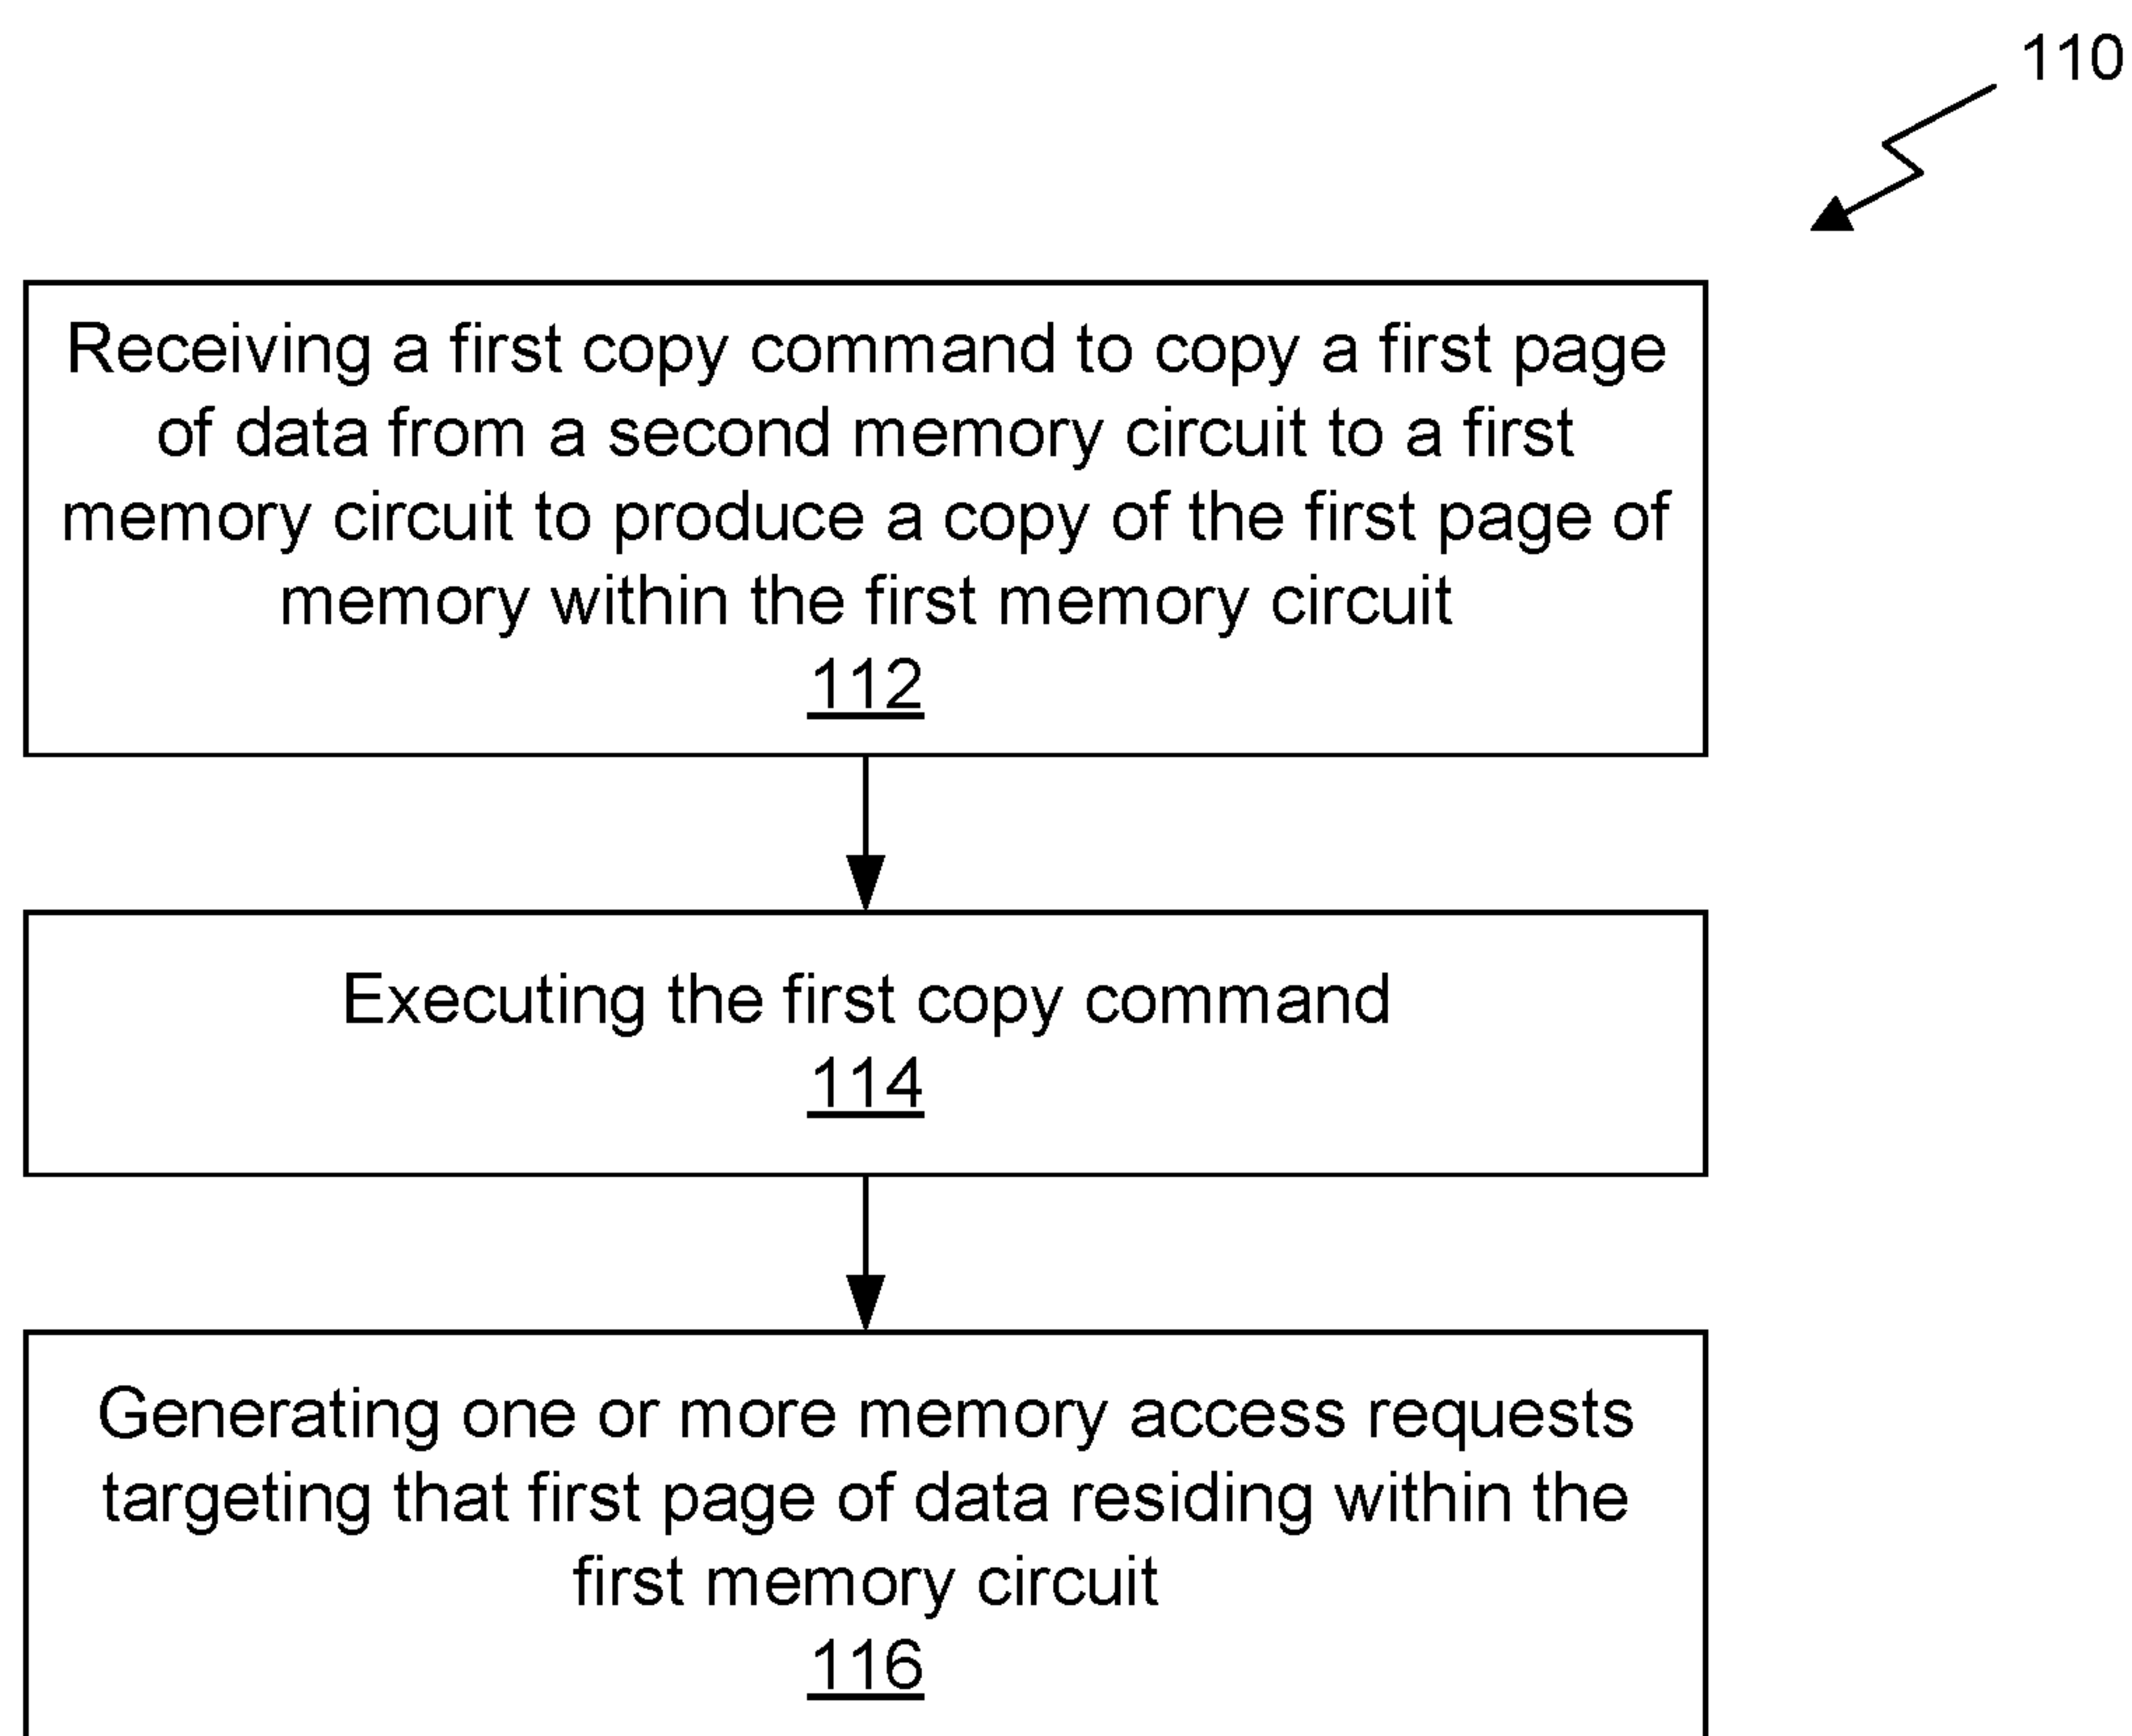 110
Receiving a first copy command to copy a first page
of data from a second memory circuit to a first
memory circuit to produce a copy of the first page of
memory within the first memory circuit
112
Executing the first copy command
114
Generating one or more memory access requests
targeting that first page of data residing within the
first memory circuit
116